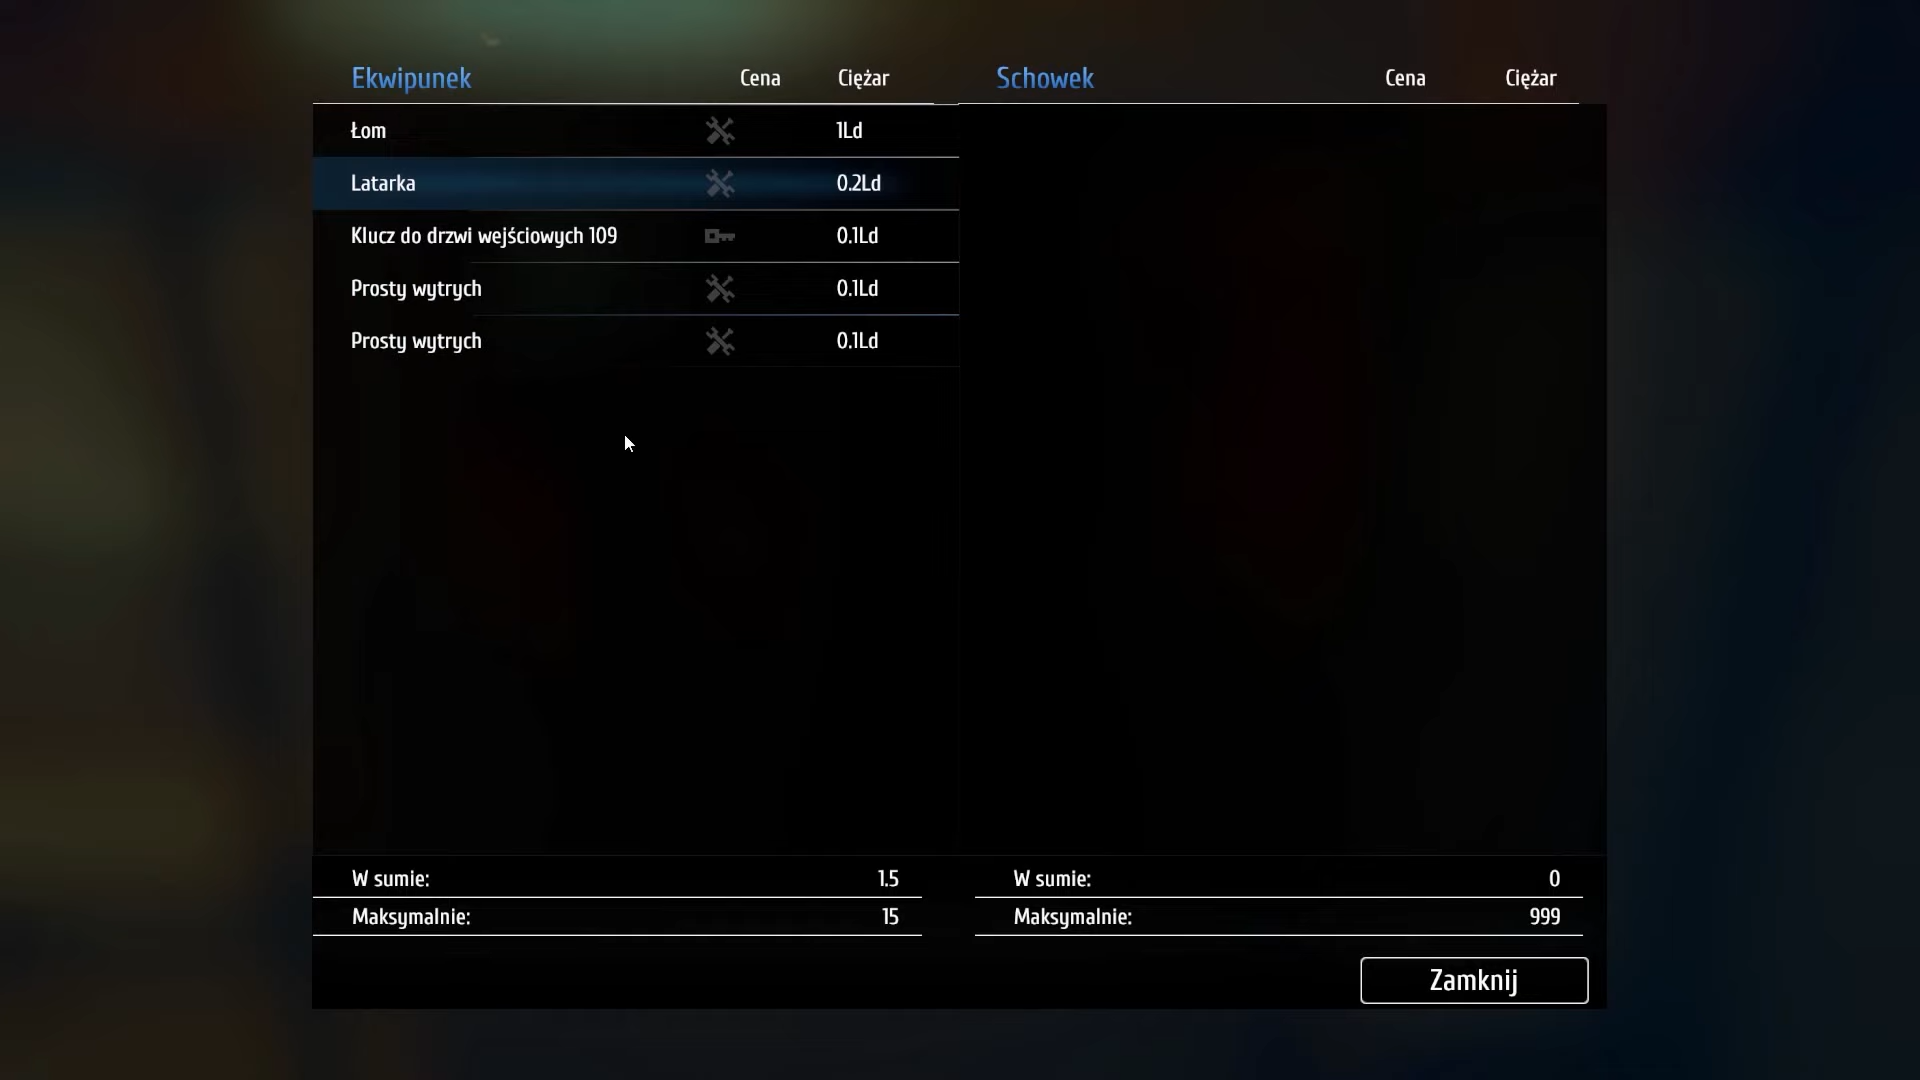 Ekwipunek Cena Ciężar
Łom 1Ld
Latarka 0.2Ld
Klucz do drzwi wejściowych 109 0.1Ld
Prosty wytrych 0.1Ld
Prosty wytrych 0.1Ld
W sumie: 1.5
Maksymalnie: 15
Schowek Cena Ciężar
W sumie: 0
Maksymalnie: 999
Zamknij